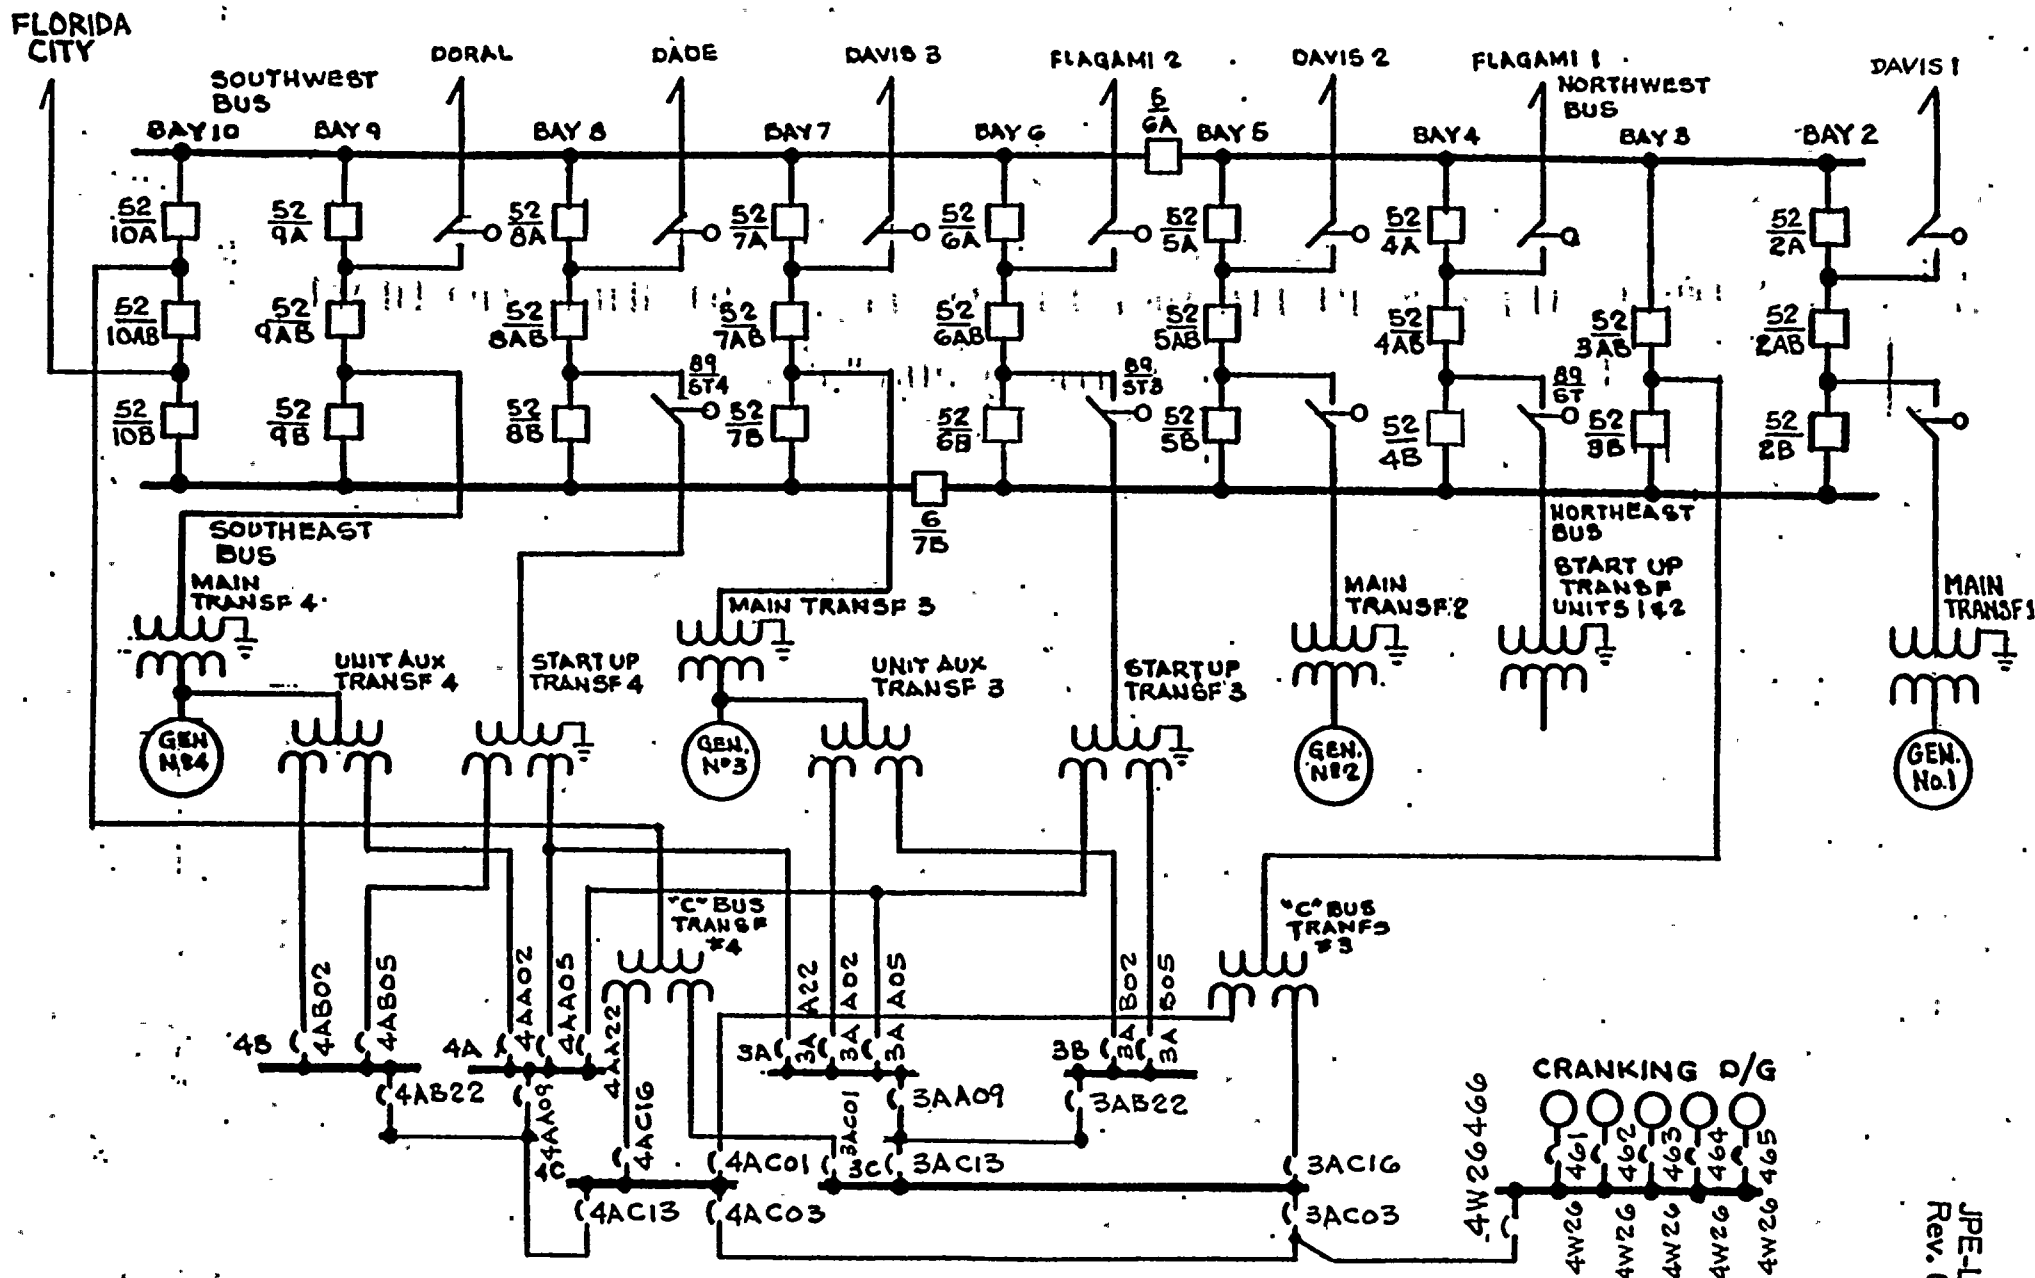 FLORIDA
CITY
DORAL
DADE
DAVIS 3
FLAGAMI 2
DAVIS 2
FLAGAMI 1
DAVIS 1
SOUTHWEST
BUS
NORTHWEST
BUS
BAY 10
BAY 9
BAY 8
BAY 7
BAY 6
6
6A
BAY 5
BAY 4
BAY 3
BAY 2
52
10A
52
9A
52
8A
52
7A
52
6A
52
5A
52
4A
52
2A
52
10AB
52
9AB
52
8AB
52
7AB
52
6AB
52
5AB
52
4AB
52
3AB
52
2AB
89
ST4
89
ST3
89
ST
52
10B
52
9B
52
8B
52
7B
52
6B
52
5B
52
4B
52
3B
52
2B
6
7B
SOUTHEAST
BUS
NORTHEAST
BUS
MAIN
TRANSF 4
MAIN TRANSF 3
MAIN
TRANSF 2
START UP
TRANSF
UNITS 1 & 2
MAIN
TRANSF 1
UNIT AUX
TRANSF 4
START UP
TRANSF 4
UNIT AUX
TRANSF 3
START UP
TRANSF 3
GEN
Nº4
GEN.
Nº3
GEN.
Nº2
GEN.
No.1
"C" BUS
TRANSF
#4
"C" BUS
TRANFS
#3
4B
4AB02
4AB05
4A
4AA02
4AA05
4AA22
3A
3A A22
3A A02
3A A05
3B
3A B02
3A B05
4AB22
4AA09
4AC16
3AC01
3AA09
3AB22
4C
4AC01
3C
3AC13
3AC16
4AC13
4AC03
3AC03
CRANKING D/G
4W26466
4W26 461
4W26 462
4W26 463
4W26 464
4W26 465
JPE-L
Rev.